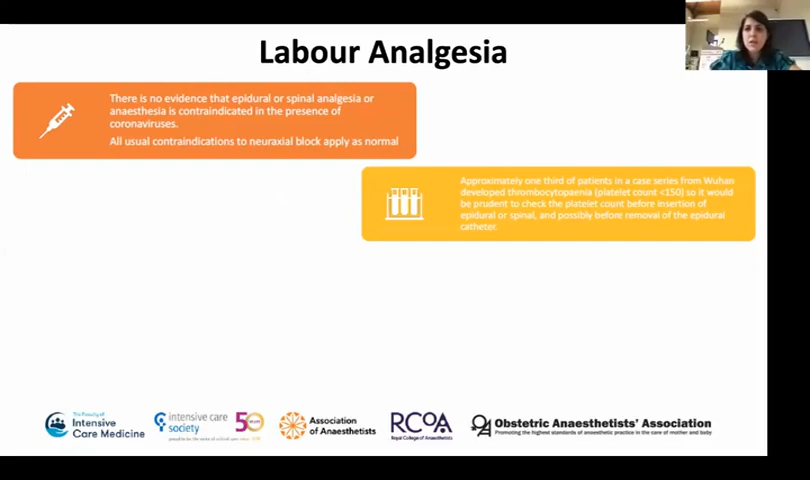 Labour Analgesia
There is no evidence that epidural or spinal analgesia or
anaesthesia is contraindicated in the presence of
coronaviruses.
All usual contraindications to neuraxial block apply as normal
Approximately one third of patients in a case series from Wuhan
developed thrombocytopaenia (platelet count <150) so it would
be prudent to check the platelet count before insertion of
epidural or spinal, and possibly before removal of the epidural
catheter.
The Faculty of
Intensive
Care Medicine
intensive care
society
50
Association
of Anaesthetists
RCoA
Royal College of Anaesthetists
OAA
Obstetric Anaesthetists' Association
Promoting the highest standards of anaesthetic practice in the care of mother and baby